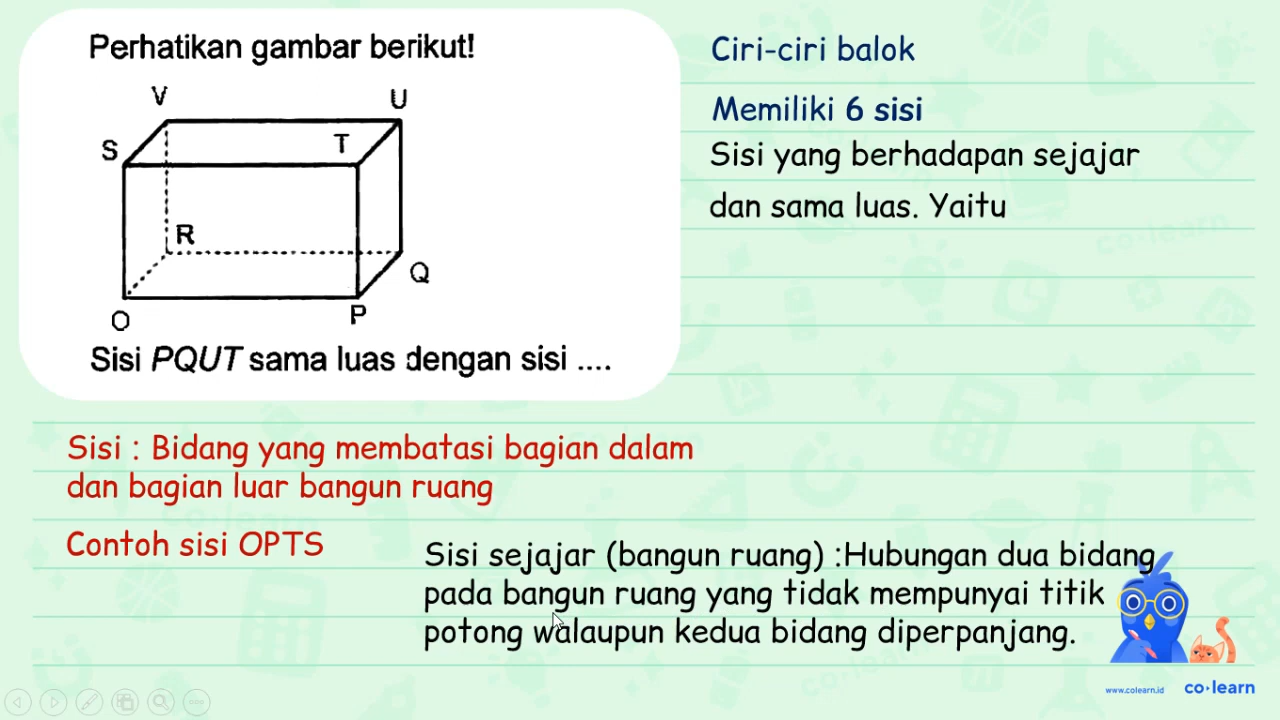 Perhatikan gambar berikut!
V
U
S
T
R
Q
O
P
Sisi PQUT sama luas dengan sisi ....
Ciri-ciri balok
Memiliki 6 sisi
Sisi yang berhadapan sejajar
dan sama luas. Yaitu
Sisi : Bidang yang membatasi bagian dalam
dan bagian luar bangun ruang
Contoh sisi OPTS
Sisi sejajar (bangun ruang) :Hubungan dua bidang
pada bangun ruang yang tidak mempunyai titik
potong walaupun kedua bidang diperpanjang.
www.colearn.id
co·learn